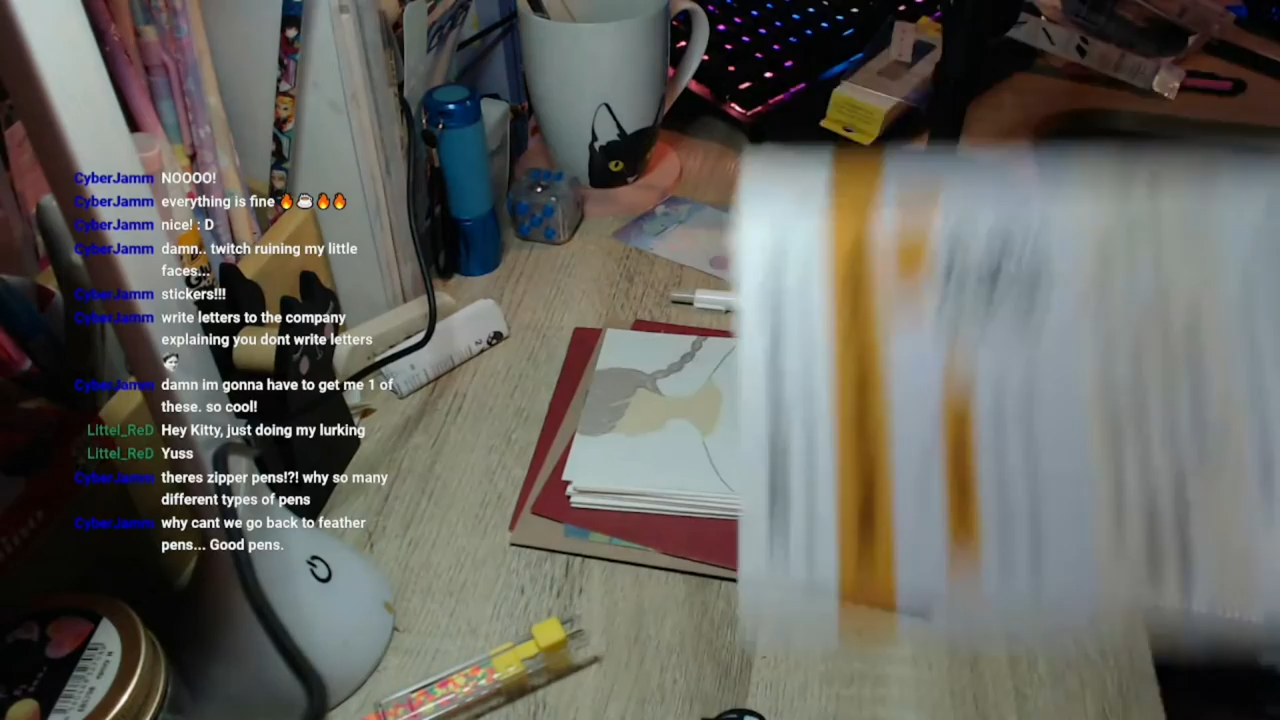 CyberJamm NOOOO!
CyberJamm everything is fine 🔥☕🔥🔥
CyberJamm nice! : D
CyberJamm damn.. twitch ruining my little
faces...
CyberJamm stickers!!!
CyberJamm write letters to the company
explaining you dont write letters
CyberJamm damn im gonna have to get me 1 of
these. so cool!
Littel_ReD Hey Kitty, just doing my lurking
Littel_ReD Yuss
CyberJamm theres zipper pens!?! why so many
different types of pens
CyberJamm why cant we go back to feather
pens... Good pens.